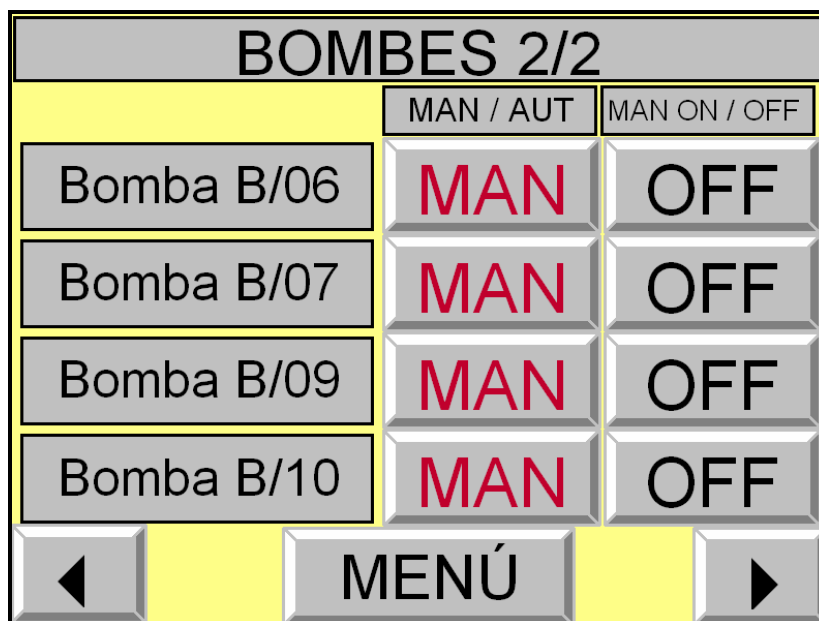 BOMBES 2/2
MAN / AUT MAN ON / OFF
Bomba B/06 MAN OFF
Bomba B/07 MAN OFF
Bomba B/09 MAN OFF
Bomba B/10 MAN OFF
MENÚ